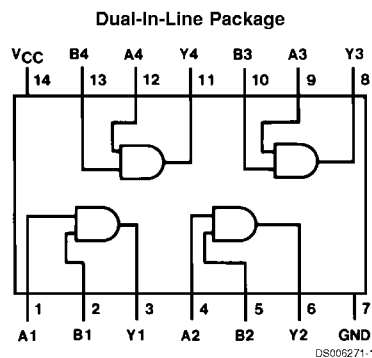 Dual-In-Line Package
VCC B4 A4 Y4 B3 A3 Y3
14 13 12 11 10 9 8
1 2 3 4 5 6 7
A1 B1 Y1 A2 B2 Y2 GND
DS006271-1